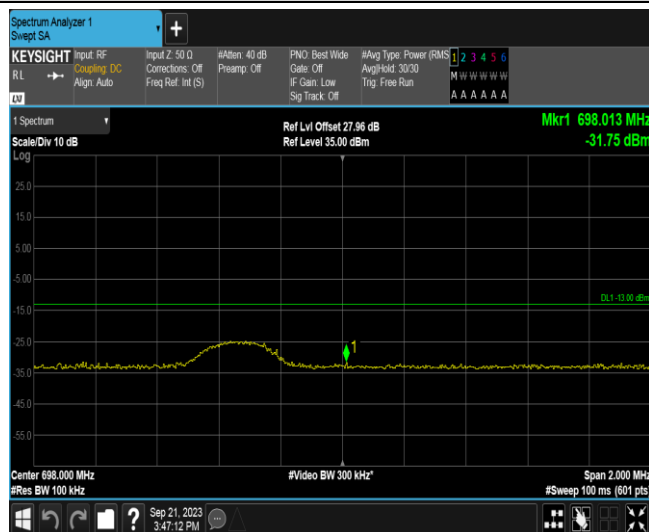 Spectrum Analyzer 1
Swept SA
KEYSIGHT
RL
LXI
Input: RF
Coupling: DC
Align: Auto
Input Z: 50 Ω
Corrections: Off
Freq Ref: Int (S)
#Atten: 40 dB
Preamp: Off
PNO: Best Wide
Gate: Off
IF Gain: Low
Sig Track: Off
#Avg Type: Power (RMS
Avg|Hold: 30/30
Trig: Free Run
1 2 3 4 5 6
M W W W W W
A A A A A A
1 Spectrum
Scale/Div 10 dB
Ref Lvl Offset 27.96 dB
Ref Level 35.00 dBm
Mkr1 698.013 MHz
-31.75 dBm
Log
25.0
15.0
5.00
-5.00
-15.0
-25.0
-35.0
-45.0
-55.0
DL1 -13.00 dBm
1
Center 698.000 MHz
#Res BW 100 kHz
#Video BW 300 kHz*
Span 2.000 MHz
#Sweep 100 ms (601 pts)
?
Sep 21, 2023
3:47:12 PM